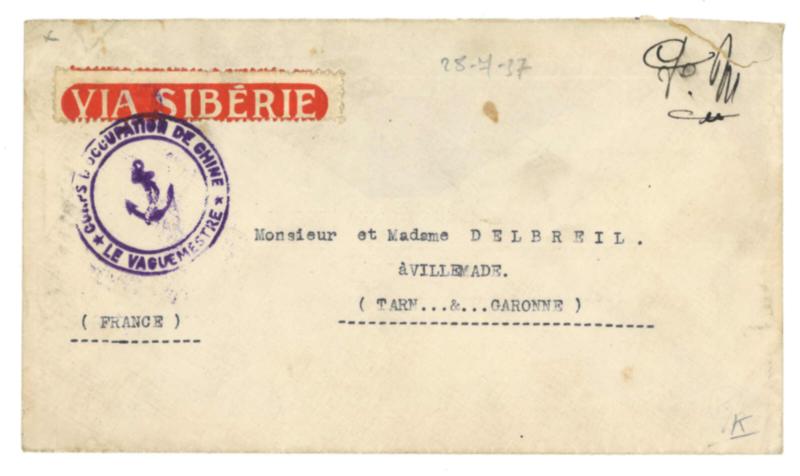 28-7-37
F. M
VIA SIBÉRIE
CORPS D'OCCUPATION DE CHINE
★ LE VAGUEMESTRE ★
Monsieur et Madame DELBREIL.
àVILLEMADE.
( TARN...&...GARONNE )
( FRANCE )
K